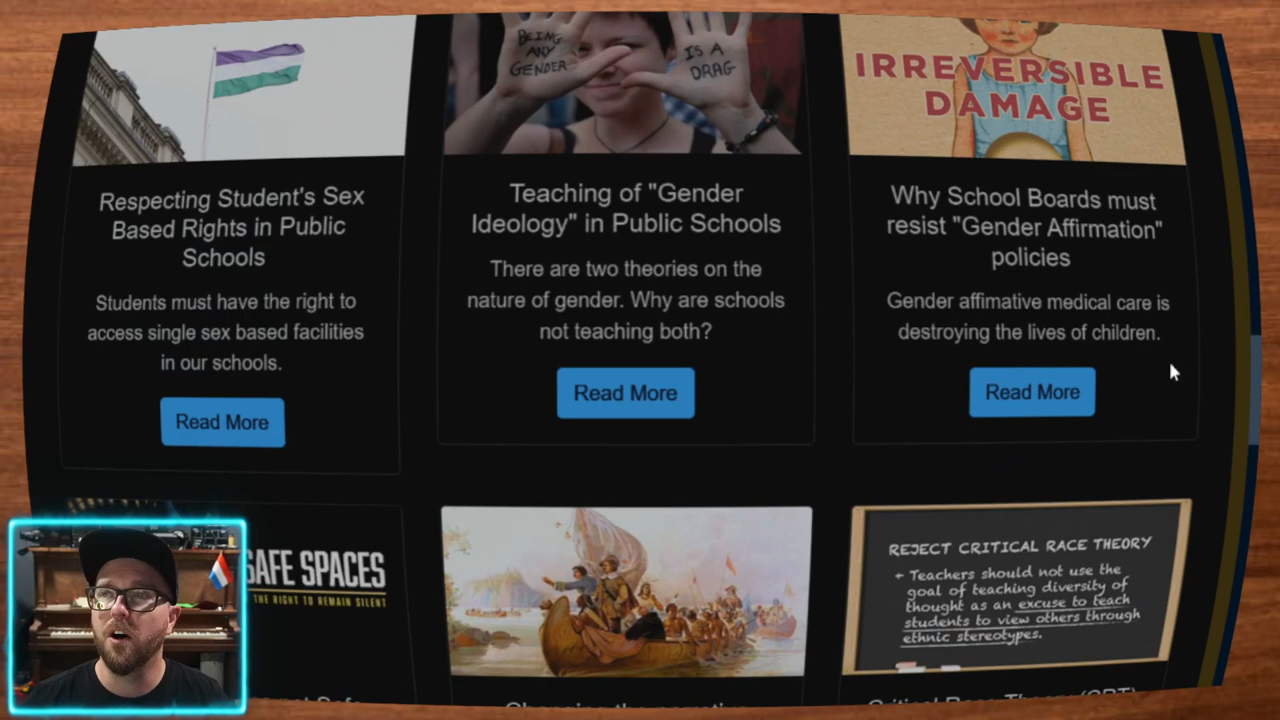 BEING
ANY
GENDER
IS A
DRAG
IRREVERSIBLE
DAMAGE
Respecting Student's Sex
Based Rights in Public
Schools
Students must have the right to
access single sex based facilities
in our schools.
Read More
Teaching of "Gender
Ideology" in Public Schools
There are two theories on the
nature of gender. Why are schools
not teaching both?
Read More
Why School Boards must
resist "Gender Affirmation"
policies
Gender affimative medical care is
destroying the lives of children.
Read More
SAFE SPACES
THE RIGHT TO REMAIN SILENT
REJECT CRITICAL RACE THEORY
+ Teachers should not use the
goal of teaching diversity of
thought as an excuse to teach
students to view others through
ethnic stereotypes.
Critical Race Theory (CRT)